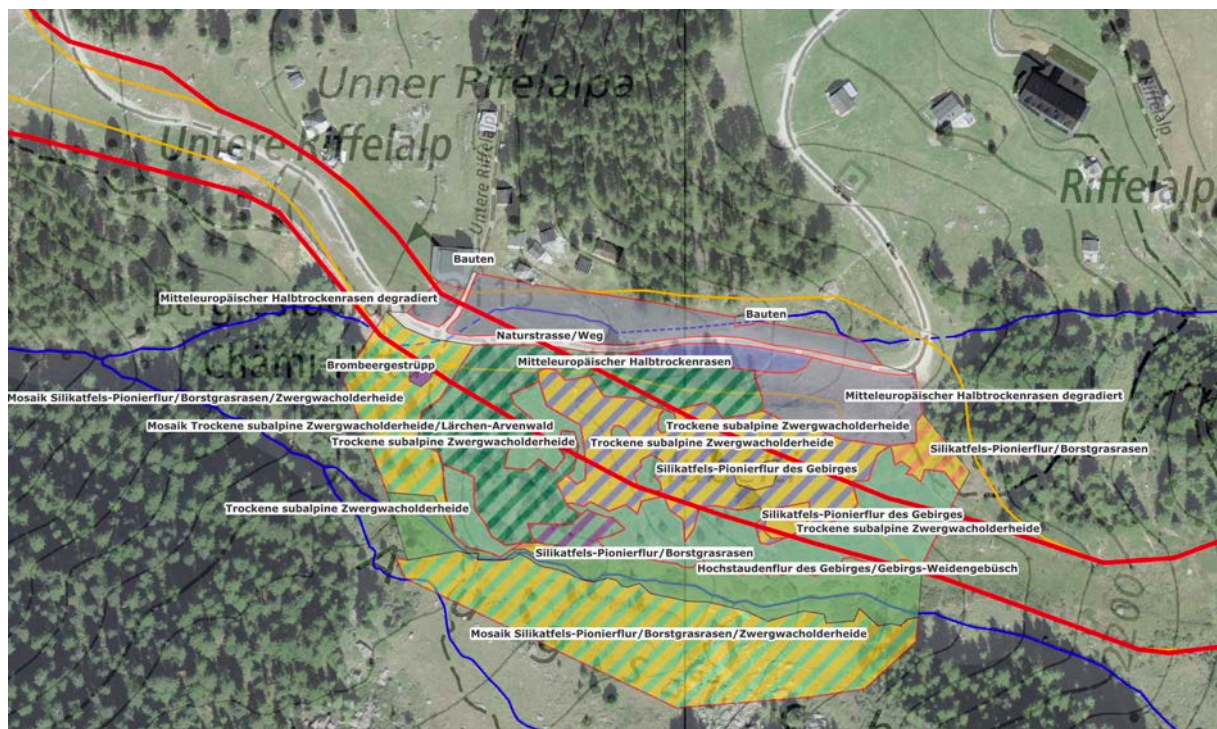 Unner Rifelalpa
Untere Riffelalp
Untere Riffelalp
Riffelalp
Riffelalp
Bauten
Mitteleuropäischer Halbtrockenrasen degradiert
Bauten
Naturstrasse/Weg
Brombeergestrüpp
Mitteleuropäischer Halbtrockenrasen
Mosaik Silikatfels-Pionierflur/Borstgrasrasen/Zwergwacholderheide
Mitteleuropäischer Halbtrockenrasen degradiert
Mosaik Trockene subalpine Zwergwacholderheide/Lärchen-Arvenwald
Trockene subalpine Zwergwacholderheide
Trockene subalpine Zwergwacholderheide
Trockene subalpine Zwergwacholderheide
Silikatfels-Pionierflur/Borstgrasrasen
Silikatfels-Pionierflur des Gebirges
Trockene subalpine Zwergwacholderheide
Silikatfels-Pionierflur des Gebirges
Trockene subalpine Zwergwacholderheide
Silikatfels-Pionierflur/Borstgrasrasen
Hochstaudenflur des Gebirges/Gebirgs-Weidengebüsch
2200
Mosaik Silikatfels-Pionierflur/Borstgrasrasen/Zwergwacholderheide